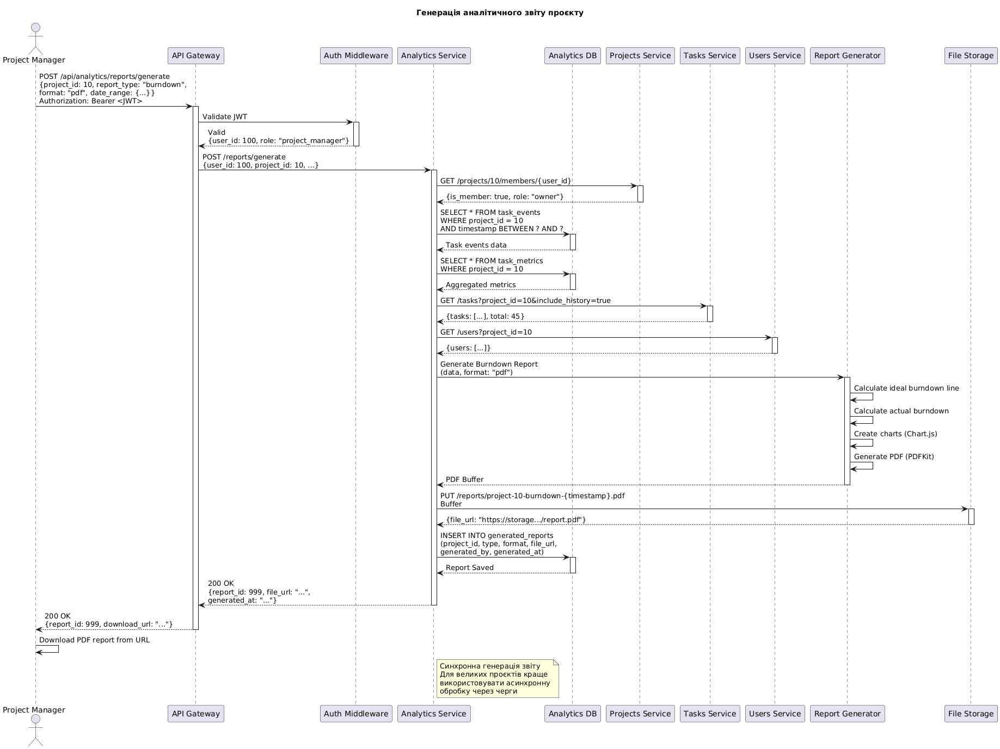 Генерація аналітичного звіту проєкту
Project Manager
API Gateway
Auth Middleware
Analytics Service
Analytics DB
Projects Service
Tasks Service
Users Service
Report Generator
File Storage
POST /api/analytics/reports/generate
{project_id: 10, report_type: "burndown",
format: "pdf", date_range: {...}}
Authorization: Bearer <JWT>
Validate JWT
Valid
{user_id: 100, role: "project_manager"}
POST /reports/generate
{user_id: 100, project_id: 10, ...}
GET /projects/10/members/{user_id}
{is_member: true, role: "owner"}
SELECT * FROM task_events
WHERE project_id = 10
AND timestamp BETWEEN ? AND ?
Task events data
SELECT * FROM task_metrics
WHERE project_id = 10
Aggregated metrics
GET /tasks?project_id=10&include_history=true
{tasks: [...], total: 45}
GET /users?project_id=10
{users: [...]}
Generate Burndown Report
(data, format: "pdf")
Calculate ideal burndown line
Calculate actual burndown
Create charts (Chart.js)
Generate PDF (PDFKit)
PDF Buffer
PUT /reports/project-10-burndown-{timestamp}.pdf
Buffer
{file_url: "https://storage.../report.pdf"}
INSERT INTO generated_reports
(project_id, type, format, file_url,
generated_by, generated_at)
Report Saved
200 OK
{report_id: 999, file_url: "...",
generated_at: "..."}
200 OK
{report_id: 999, download_url: "..."}
Download PDF report from URL
Синхронна генерація звіту
Для великих проєктів краще
використовувати асинхронну
обробку через черги
Project Manager
API Gateway
Auth Middleware
Analytics Service
Analytics DB
Projects Service
Tasks Service
Users Service
Report Generator
File Storage